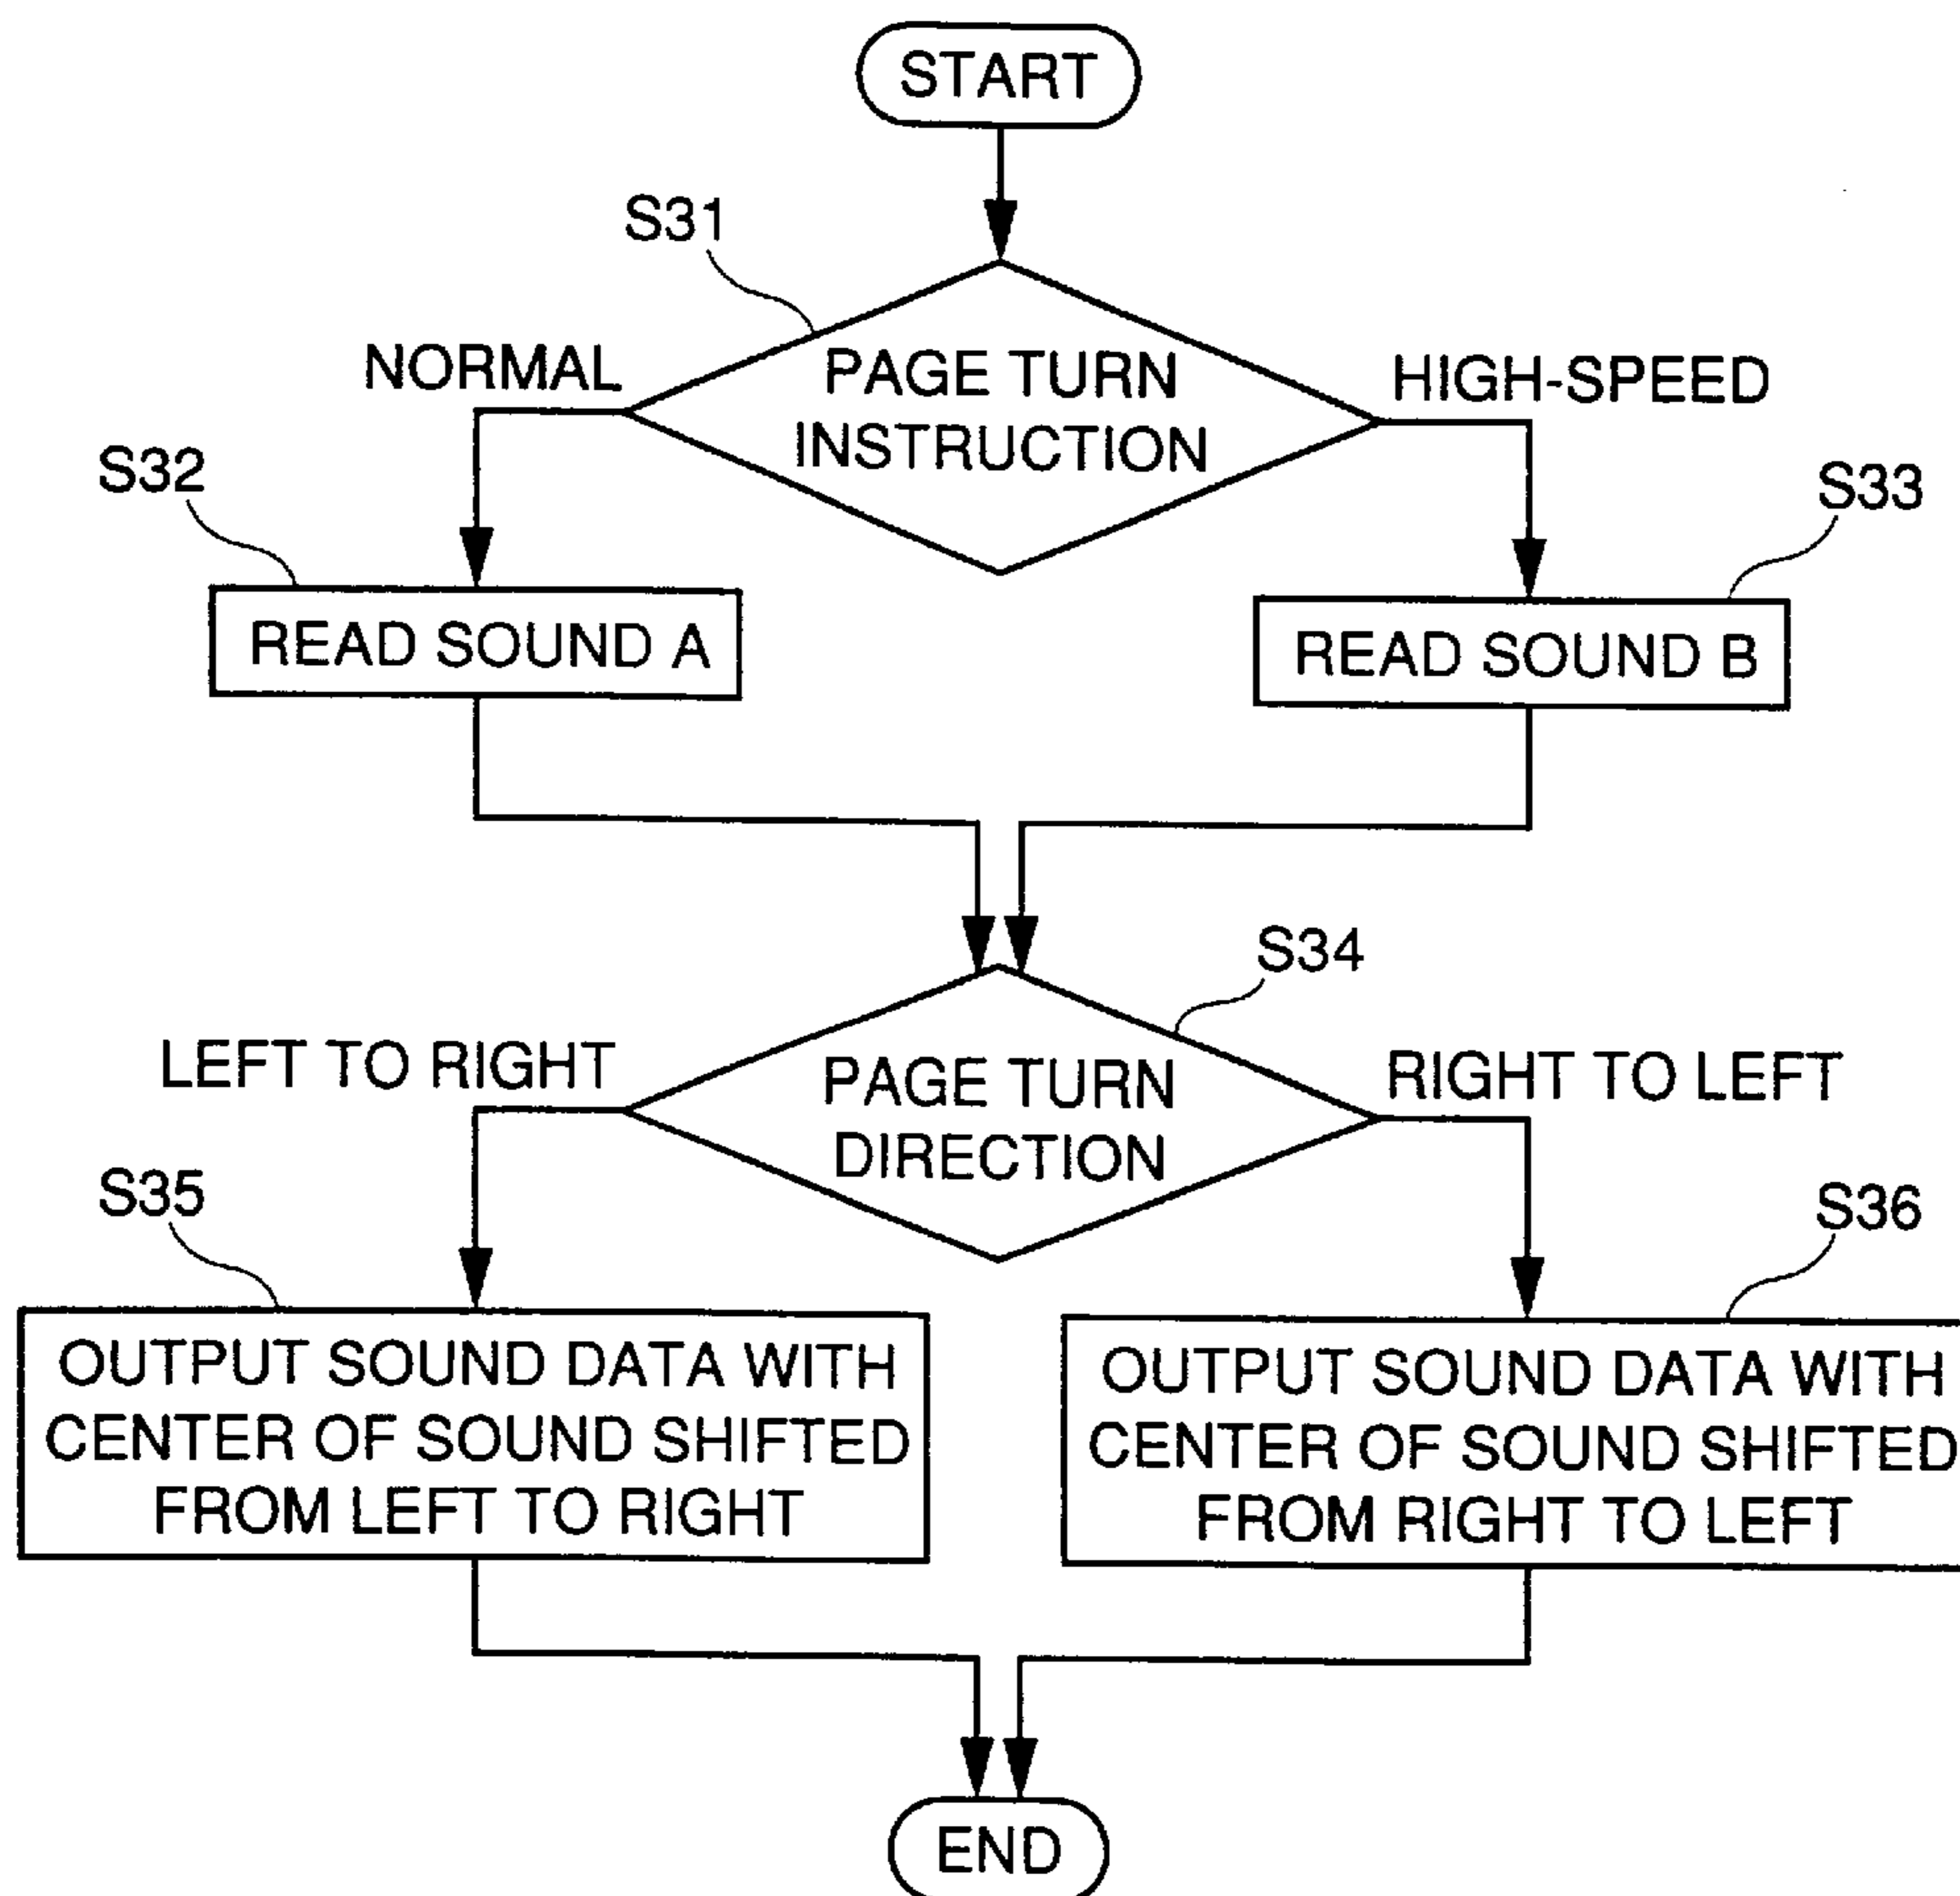 START
S31
NORMAL
PAGE TURN
INSTRUCTION
HIGH-SPEED
S32
S33
READ SOUND A
READ SOUND B
S34
LEFT TO RIGHT
PAGE TURN
DIRECTION
RIGHT TO LEFT
S35
S36
OUTPUT SOUND DATA WITH
CENTER OF SOUND SHIFTED
FROM LEFT TO RIGHT
OUTPUT SOUND DATA WITH
CENTER OF SOUND SHIFTED
FROM RIGHT TO LEFT
END